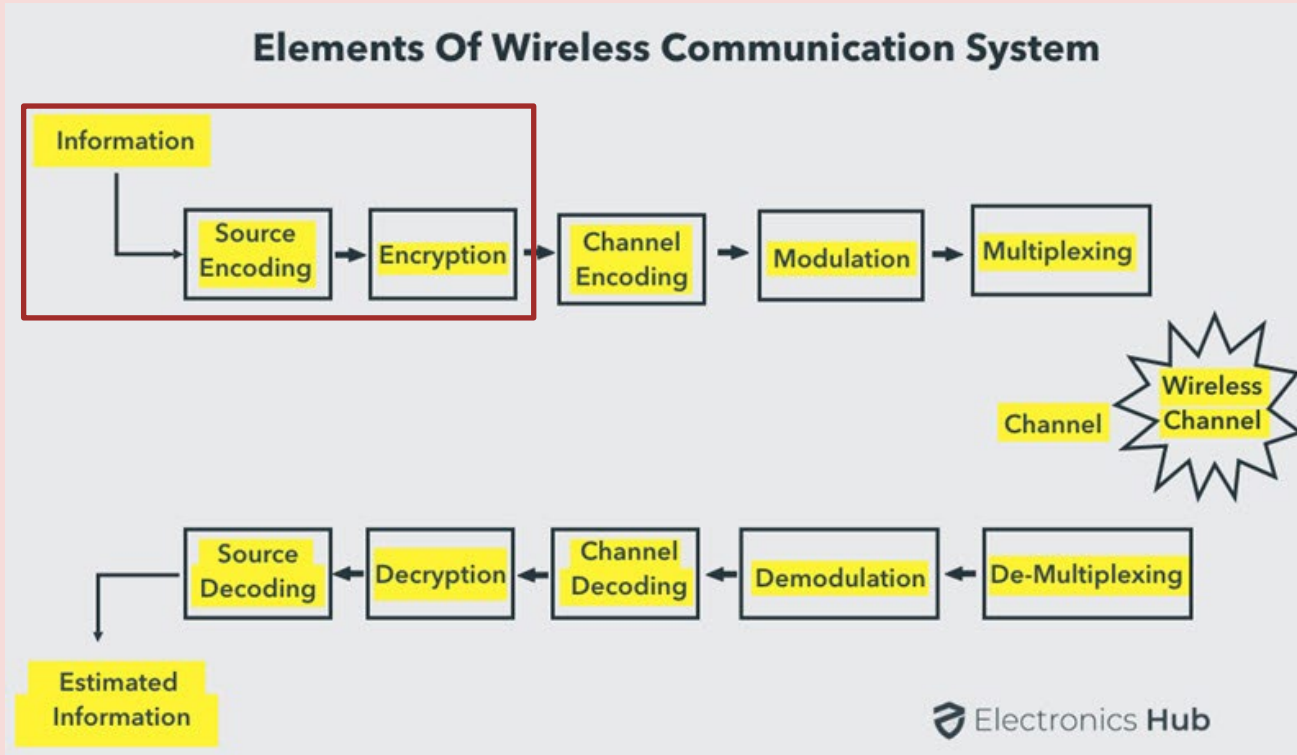 Elements Of Wireless Communication System
Information
Source
Encoding
Encryption
Channel
Encoding
Modulation
Multiplexing
Wireless
Channel
Channel
Source
Decoding
Decryption
Channel
Decoding
Demodulation
De-Multiplexing
Estimated
Information
Electronics Hub